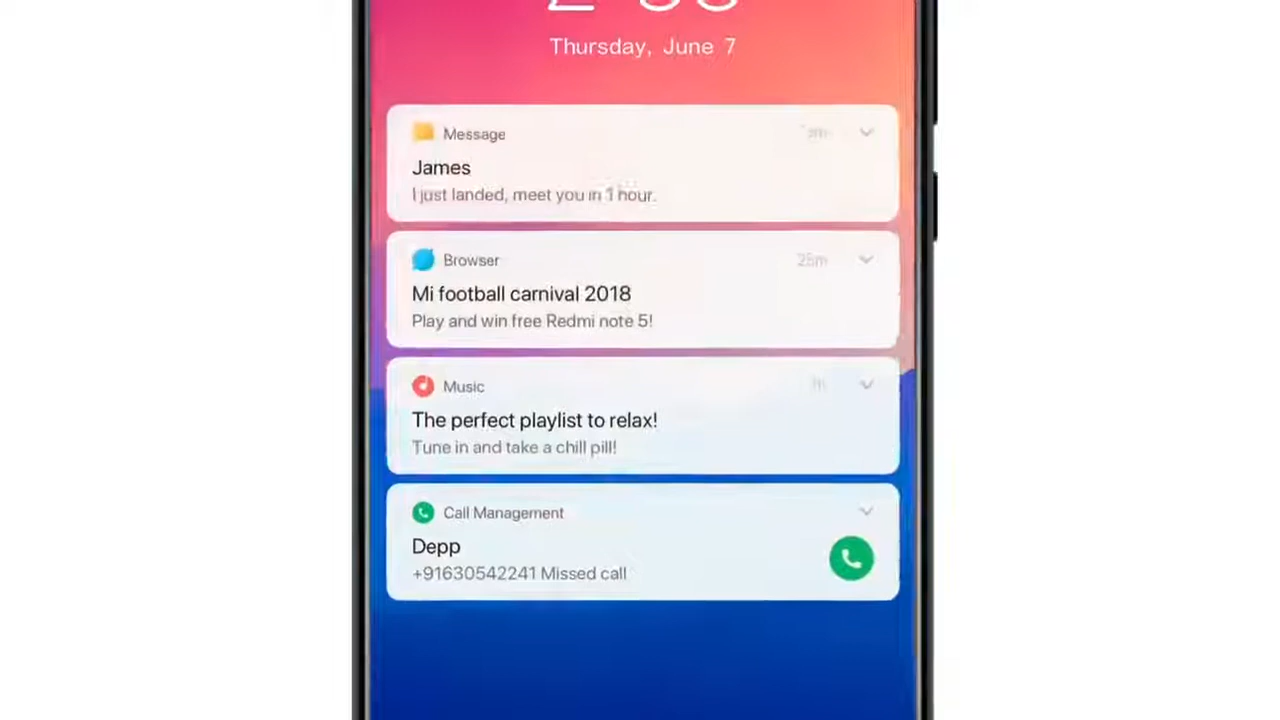 Thursday, June 7
Message
James
I just landed, meet you in 1 hour.
Browser 25m
Mi football carnival 2018
Play and win free Redmi note 5!
Music
The perfect playlist to relax!
Tune in and take a chill pill!
Call Management
Depp
+91630542241 Missed call